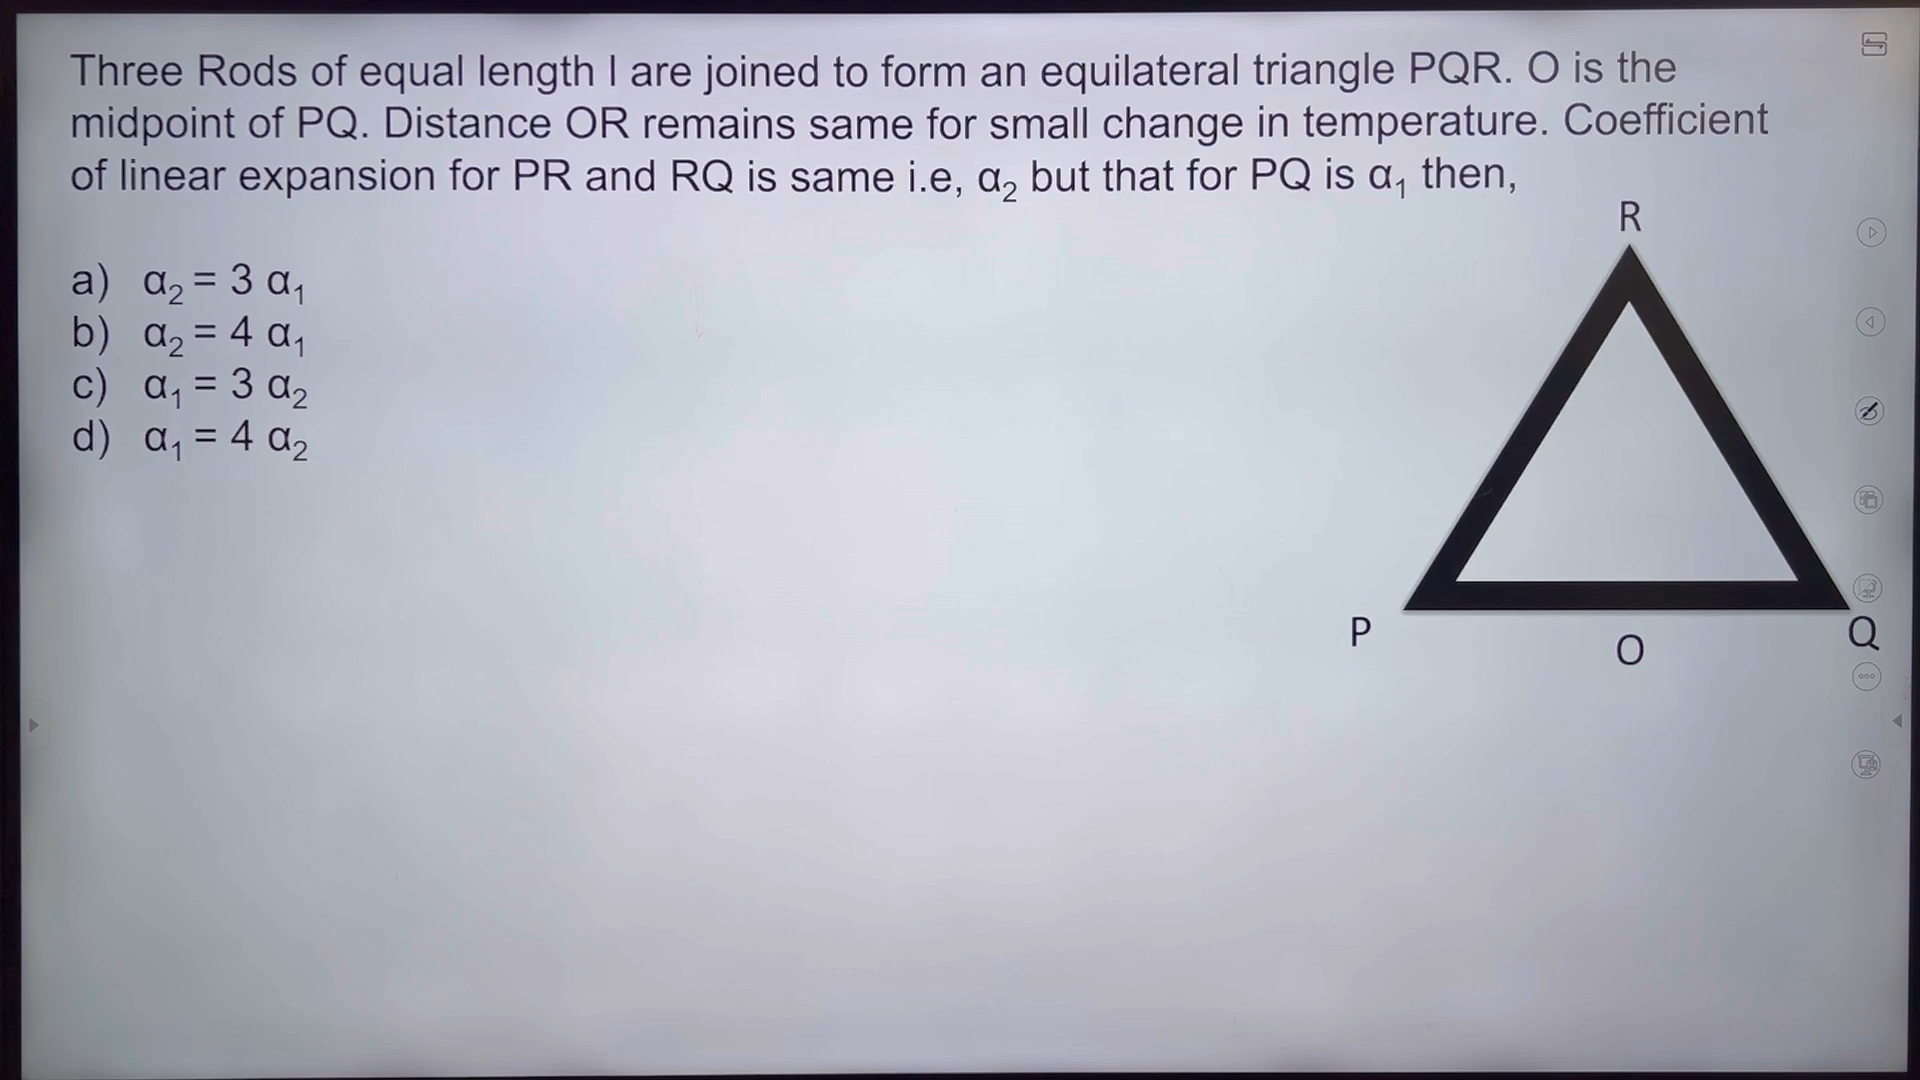 Three Rods of equal length l are joined to form an equilateral triangle PQR. O is the
midpoint of PQ. Distance OR remains same for small change in temperature. Coefficient
of linear expansion for PR and RQ is same i.e, α₂ but that for PQ is α₁ then,
a) α₂ = 3 α₁
b) α₂ = 4 α₁
c) α₁ = 3 α₂
d) α₁ = 4 α₂
R
P
O
Q